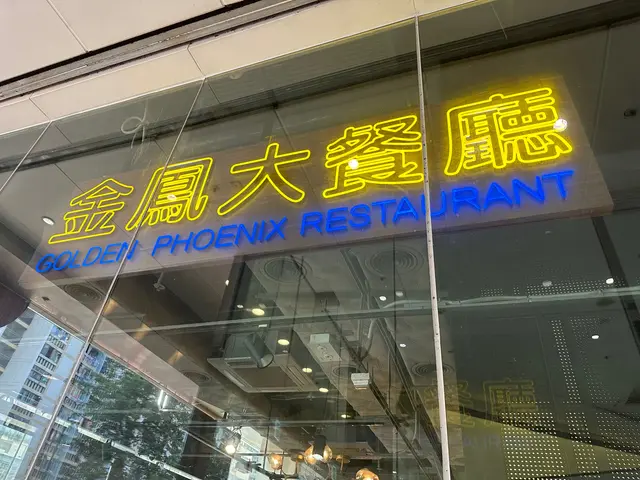 金鳳大餐廳
GOLDEN PHOENIX RESTAURANT